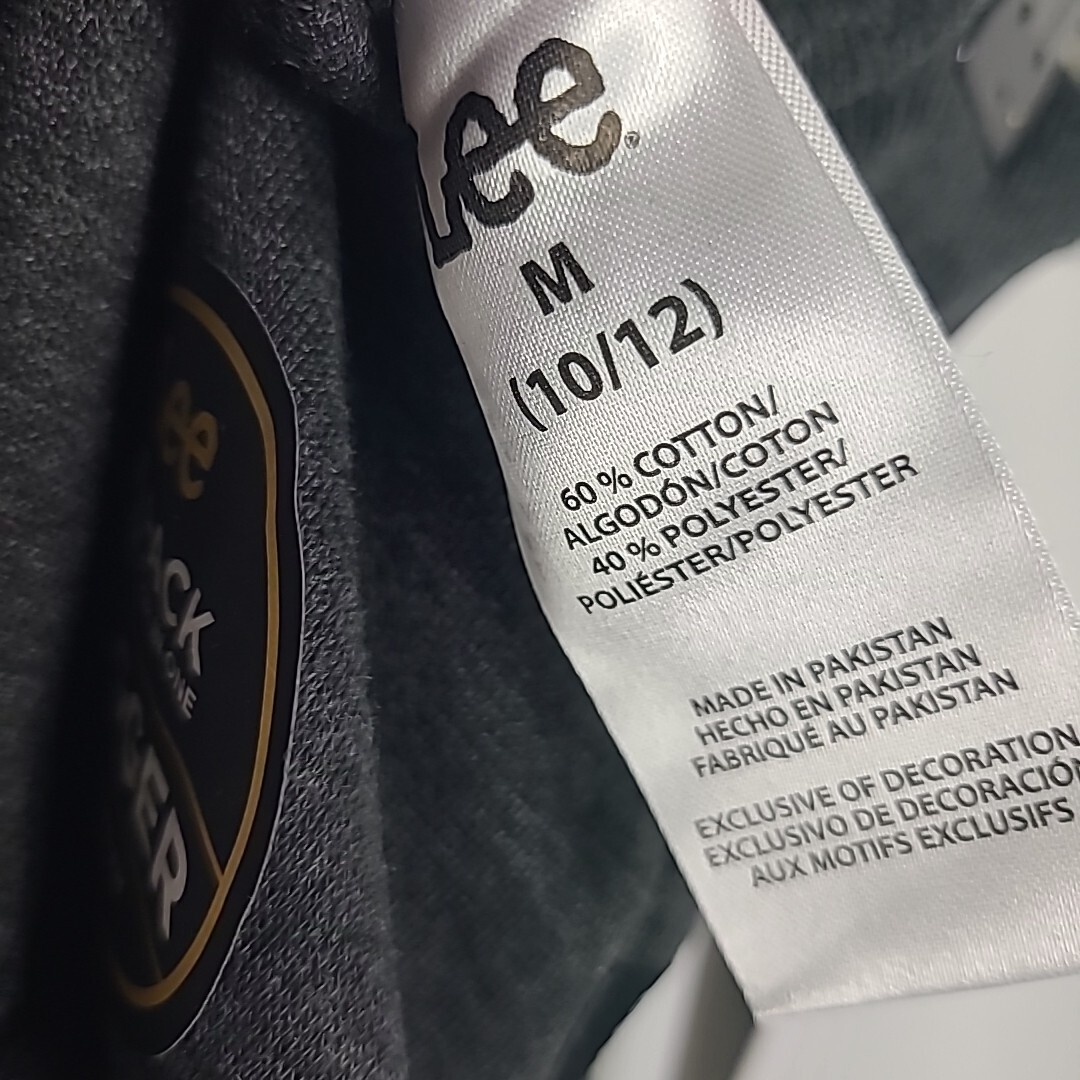 Lee®
M
(10/12)
60 % COTTON/
ALGODÓN/COTON
40 % POLYESTER/
POLIÉSTER/POLYESTER
MADE IN PAKISTAN
HECHO EN PAKISTAN
FABRIQUÉ AU PAKISTAN
EXCLUSIVE OF DECORATION
EXCLUSIVO DE DECORACIÓN
AUX MOTIFS EXCLUSIFS